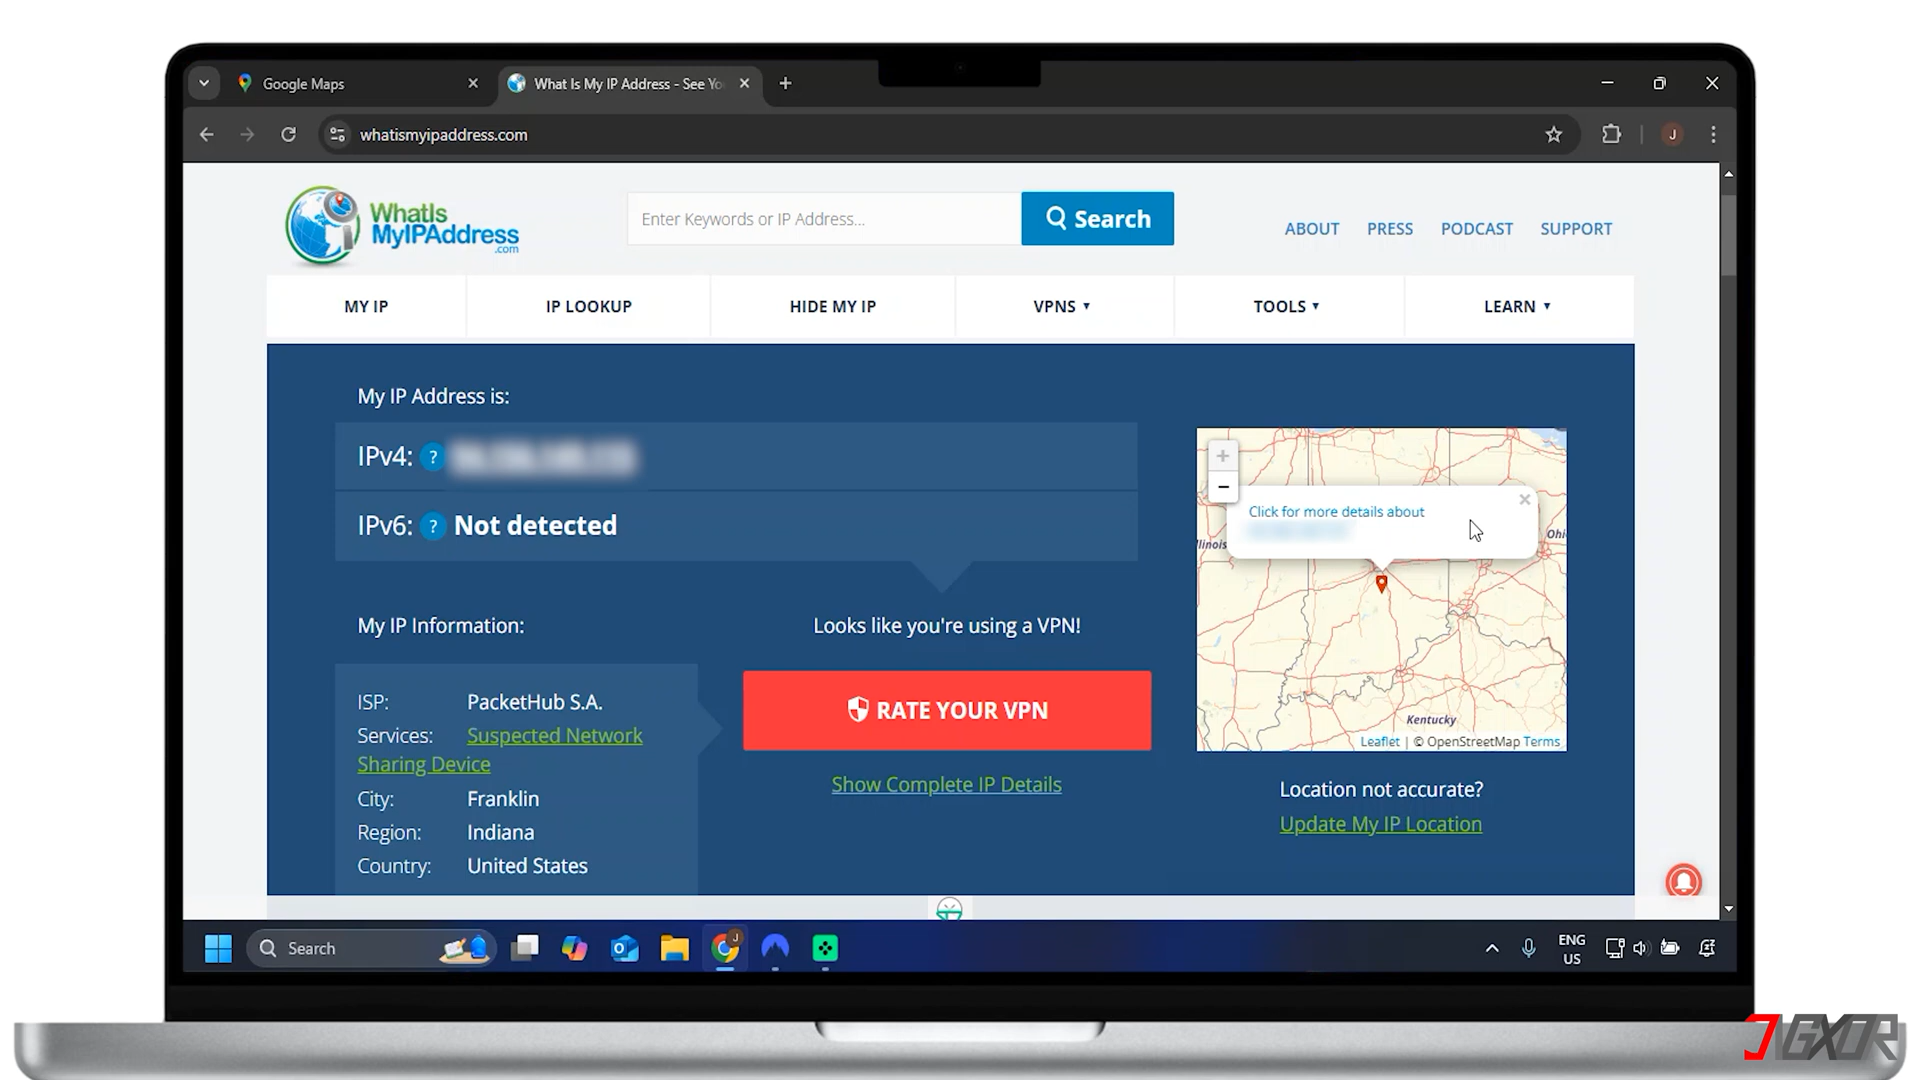 Google Maps
What Is My IP Address - See Yo
whatismyipaddress.com
J
WhatIs
MyIPAddress
.com
Enter Keywords or IP Address...
Search
ABOUT
PRESS
PODCAST
SUPPORT
MY IP
IP LOOKUP
HIDE MY IP
VPNS
TOOLS
LEARN
My IP Address is:
IPv4: ?
IPv6: ? Not detected
+
−
Click for more details about
×
Ohi
Kentucky
Leaflet | © OpenStreetMap Terms
My IP Information:
Looks like you're using a VPN!
ISP: PacketHub S.A.
Services: Suspected Network
Sharing Device
City: Franklin
Region: Indiana
Country: United States
RATE YOUR VPN
Show Complete IP Details
Location not accurate?
Update My IP Location
Search
J
ENG
US
JGXOR